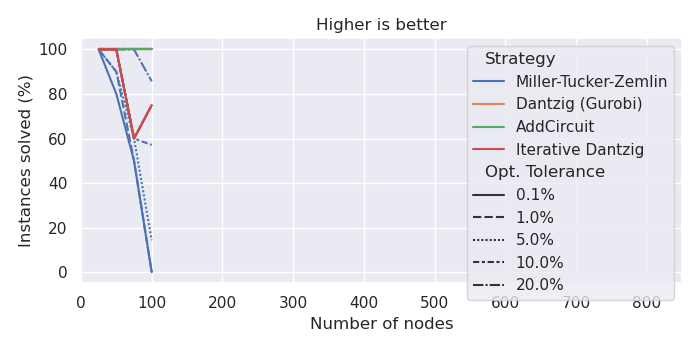 Higher is better
Instances solved (%)
100
80
60
40
20
0
0 100 200 300 400 500 600 700 800
Number of nodes
Strategy
Miller-Tucker-Zemlin
Dantzig (Gurobi)
AddCircuit
Iterative Dantzig
Opt. Tolerance
0.1%
1.0%
5.0%
10.0%
20.0%